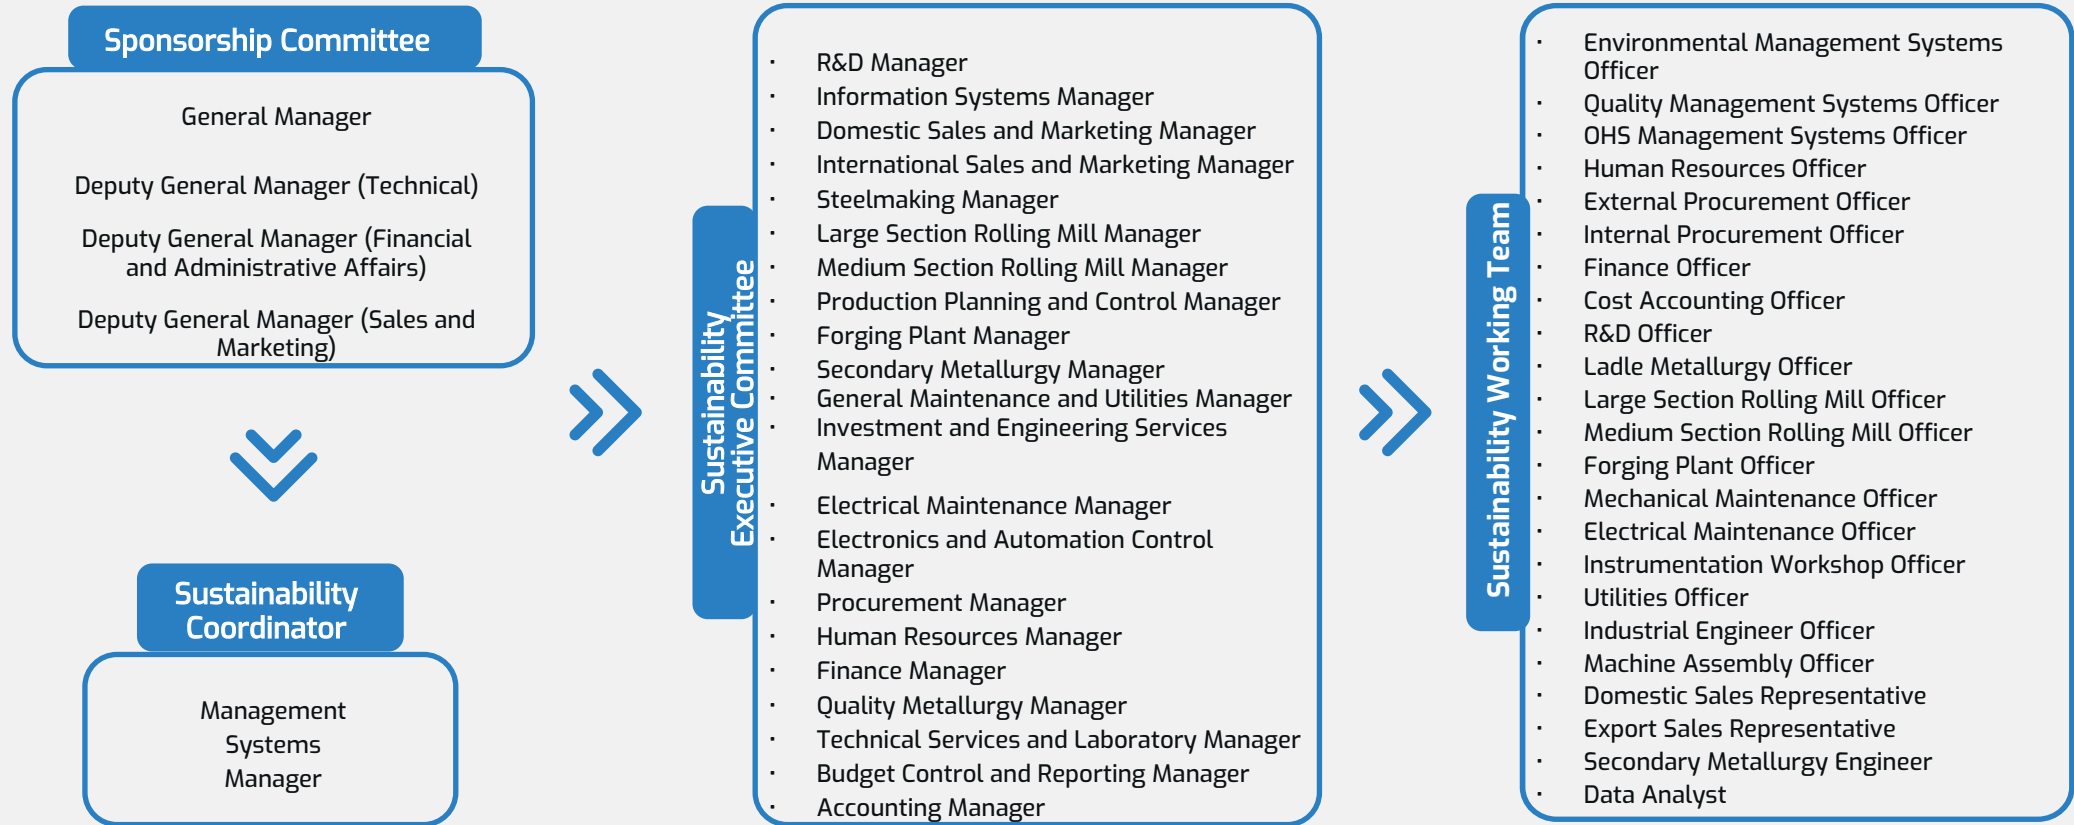 Sponsorship Committee
General Manager
Deputy General Manager (Technical)
Deputy General Manager (Financial
and Administrative Affairs)
Deputy General Manager (Sales and
Marketing)
Sustainability
Coordinator
Management
Systems
Manager
Sustainability
Executive Committee
· R&D Manager
· Information Systems Manager
· Domestic Sales and Marketing Manager
· International Sales and Marketing Manager
· Steelmaking Manager
· Large Section Rolling Mill Manager
· Medium Section Rolling Mill Manager
· Production Planning and Control Manager
· Forging Plant Manager
· Secondary Metallurgy Manager
· General Maintenance and Utilities Manager
· Investment and Engineering Services
Manager
· Electrical Maintenance Manager
· Electronics and Automation Control
Manager
· Procurement Manager
· Human Resources Manager
· Finance Manager
· Quality Metallurgy Manager
· Technical Services and Laboratory Manager
· Budget Control and Reporting Manager
· Accounting Manager
Sustainability Working Team
· Environmental Management Systems
Officer
· Quality Management Systems Officer
· OHS Management Systems Officer
· Human Resources Officer
· External Procurement Officer
· Internal Procurement Officer
· Finance Officer
· Cost Accounting Officer
· R&D Officer
· Ladle Metallurgy Officer
· Large Section Rolling Mill Officer
· Medium Section Rolling Mill Officer
· Forging Plant Officer
· Mechanical Maintenance Officer
· Electrical Maintenance Officer
· Instrumentation Workshop Officer
· Utilities Officer
· Industrial Engineer Officer
· Machine Assembly Officer
· Domestic Sales Representative
· Export Sales Representative
· Secondary Metallurgy Engineer
· Data Analyst